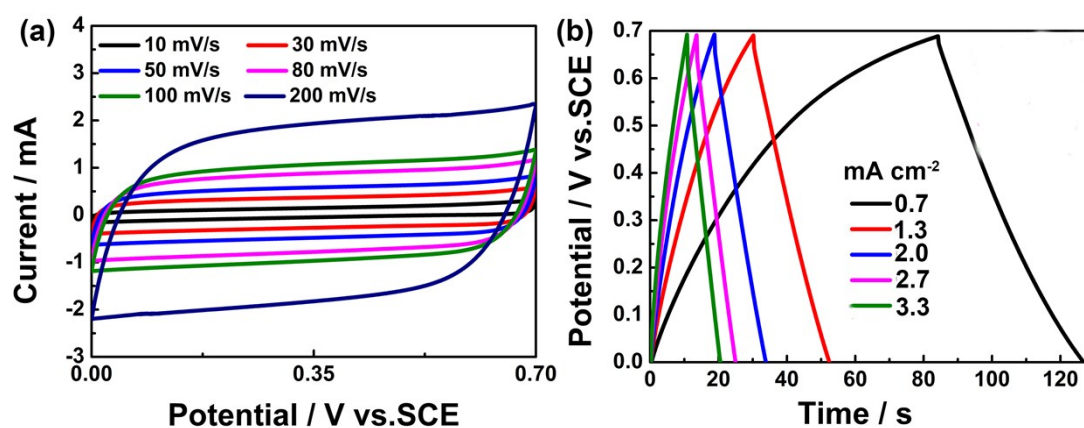 (a)
10 mV/s 30 mV/s
50 mV/s 80 mV/s
100 mV/s 200 mV/s
Current / mA
4
3
2
1
0
-1
-2
-3
0.00 0.35 0.70
Potential / V vs.SCE
(b)
Potential / V vs.SCE
0.7
0.6
0.5
0.4
0.3
0.2
0.1
0.0
mA cm⁻²
0.7
1.3
2.0
2.7
3.3
0 20 40 60 80 100 120
Time / s